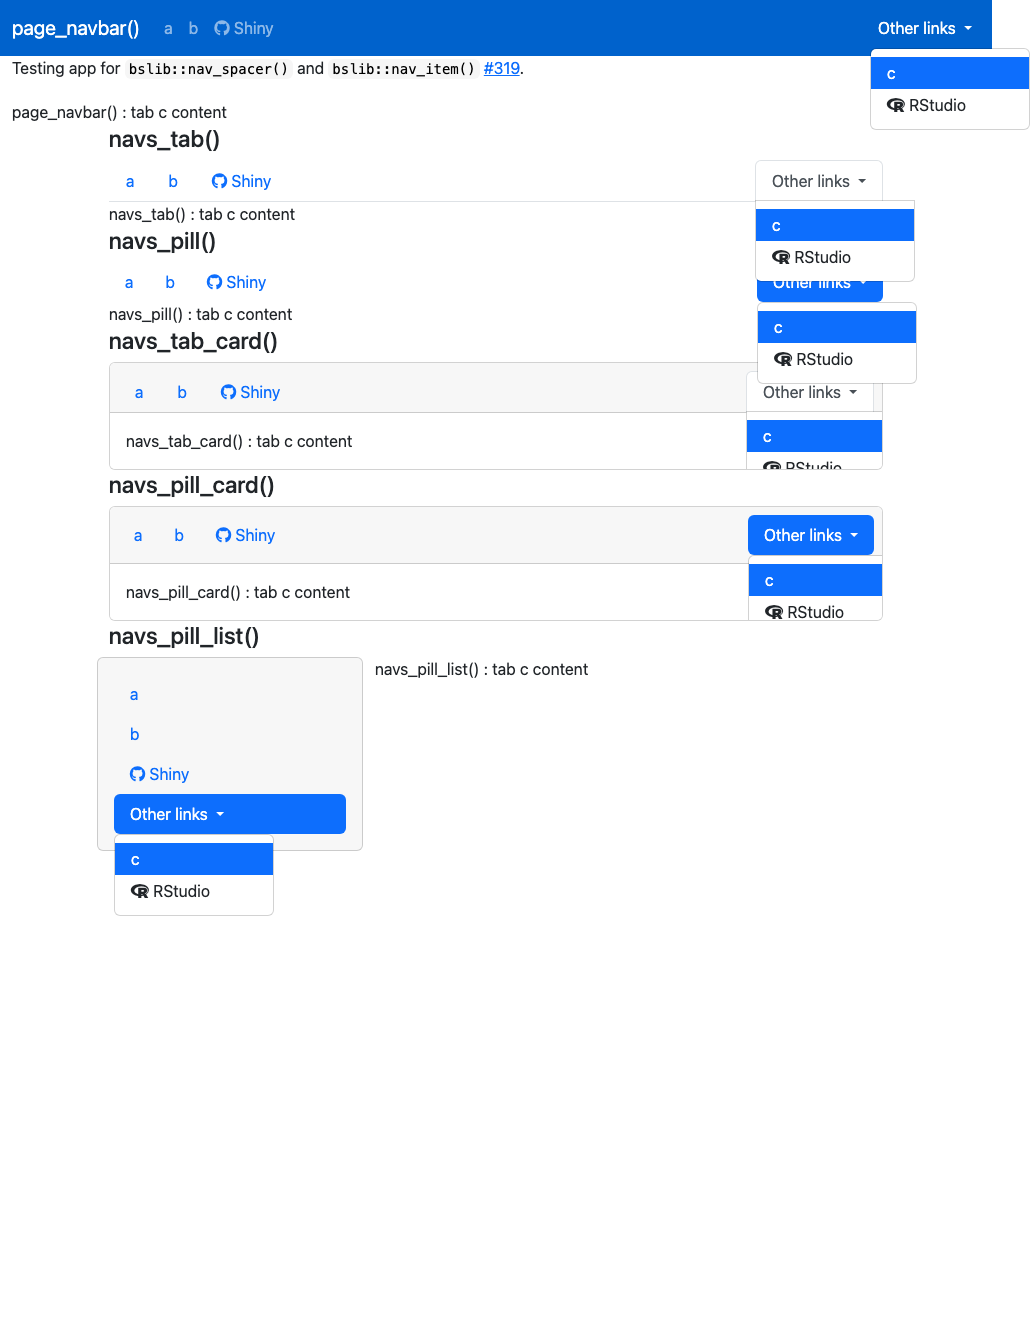 page_navbar() a b Shiny Other links
c
RStudio
Testing app for bslib::nav_spacer() and bslib::nav_item() #319.
page_navbar() : tab c content
navs_tab()
a b Shiny Other links
c
RStudio
navs_tab() : tab c content
navs_pill()
a b Shiny Other links
c
RStudio
navs_pill() : tab c content
navs_tab_card()
a b Shiny Other links
c
RStudio
navs_tab_card() : tab c content
navs_pill_card()
a b Shiny Other links
c
RStudio
navs_pill_card() : tab c content
navs_pill_list()
a
b
Shiny
Other links
c
RStudio
navs_pill_list() : tab c content